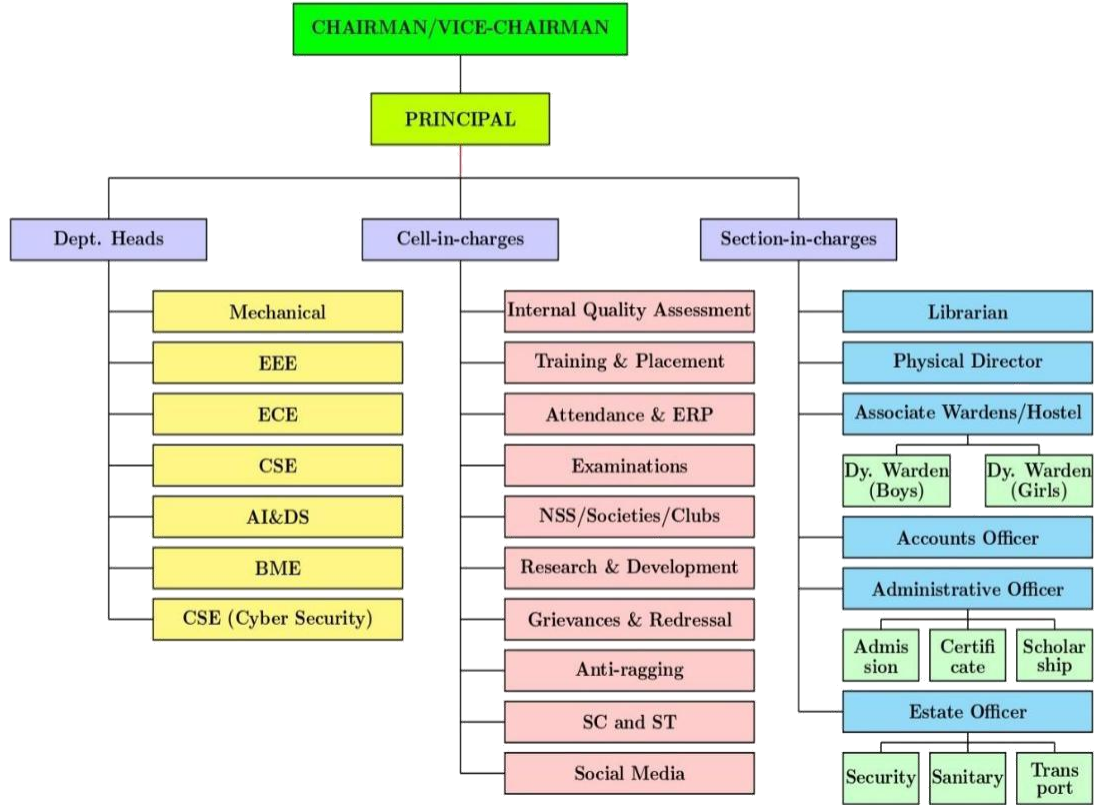 CHAIRMAN/VICE-CHAIRMAN
PRINCIPAL
Dept. Heads
Mechanical
EEE
ECE
CSE
AI&DS
BME
CSE (Cyber Security)
Cell-in-charges
Internal Quality Assessment
Training & Placement
Attendance & ERP
Examinations
NSS/Societies/Clubs
Research & Development
Grievances & Redressal
Anti-ragging
SC and ST
Social Media
Section-in-charges
Librarian
Physical Director
Associate Wardens/Hostel
Dy. Warden
(Boys)
Dy. Warden
(Girls)
Accounts Officer
Administrative Officer
Admis
sion
Certifi
cate
Scholar
ship
Estate Officer
Security
Sanitary
Trans
port